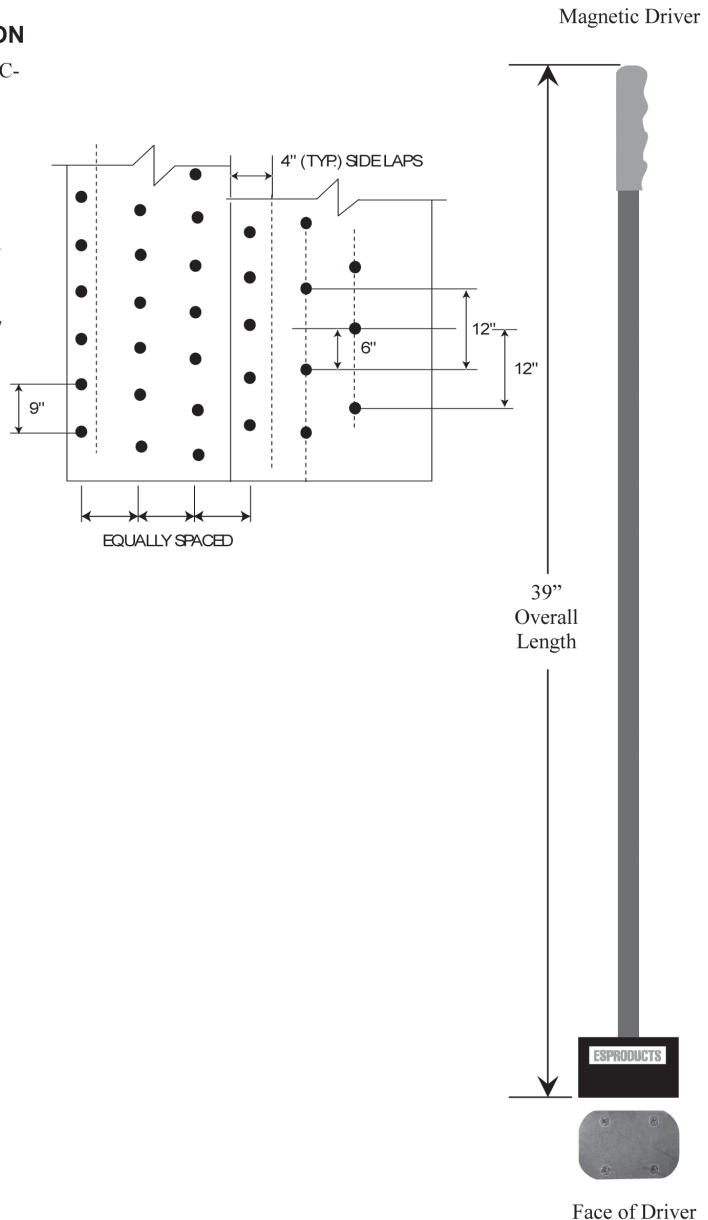 ON
C-
Magnetic Driver
4" (TYP.) SIDE LAPS
12"
6"
12"
9"
EQUALLY SPACED
39”
Overall
Length
ESPRODUCTS
Face of Driver